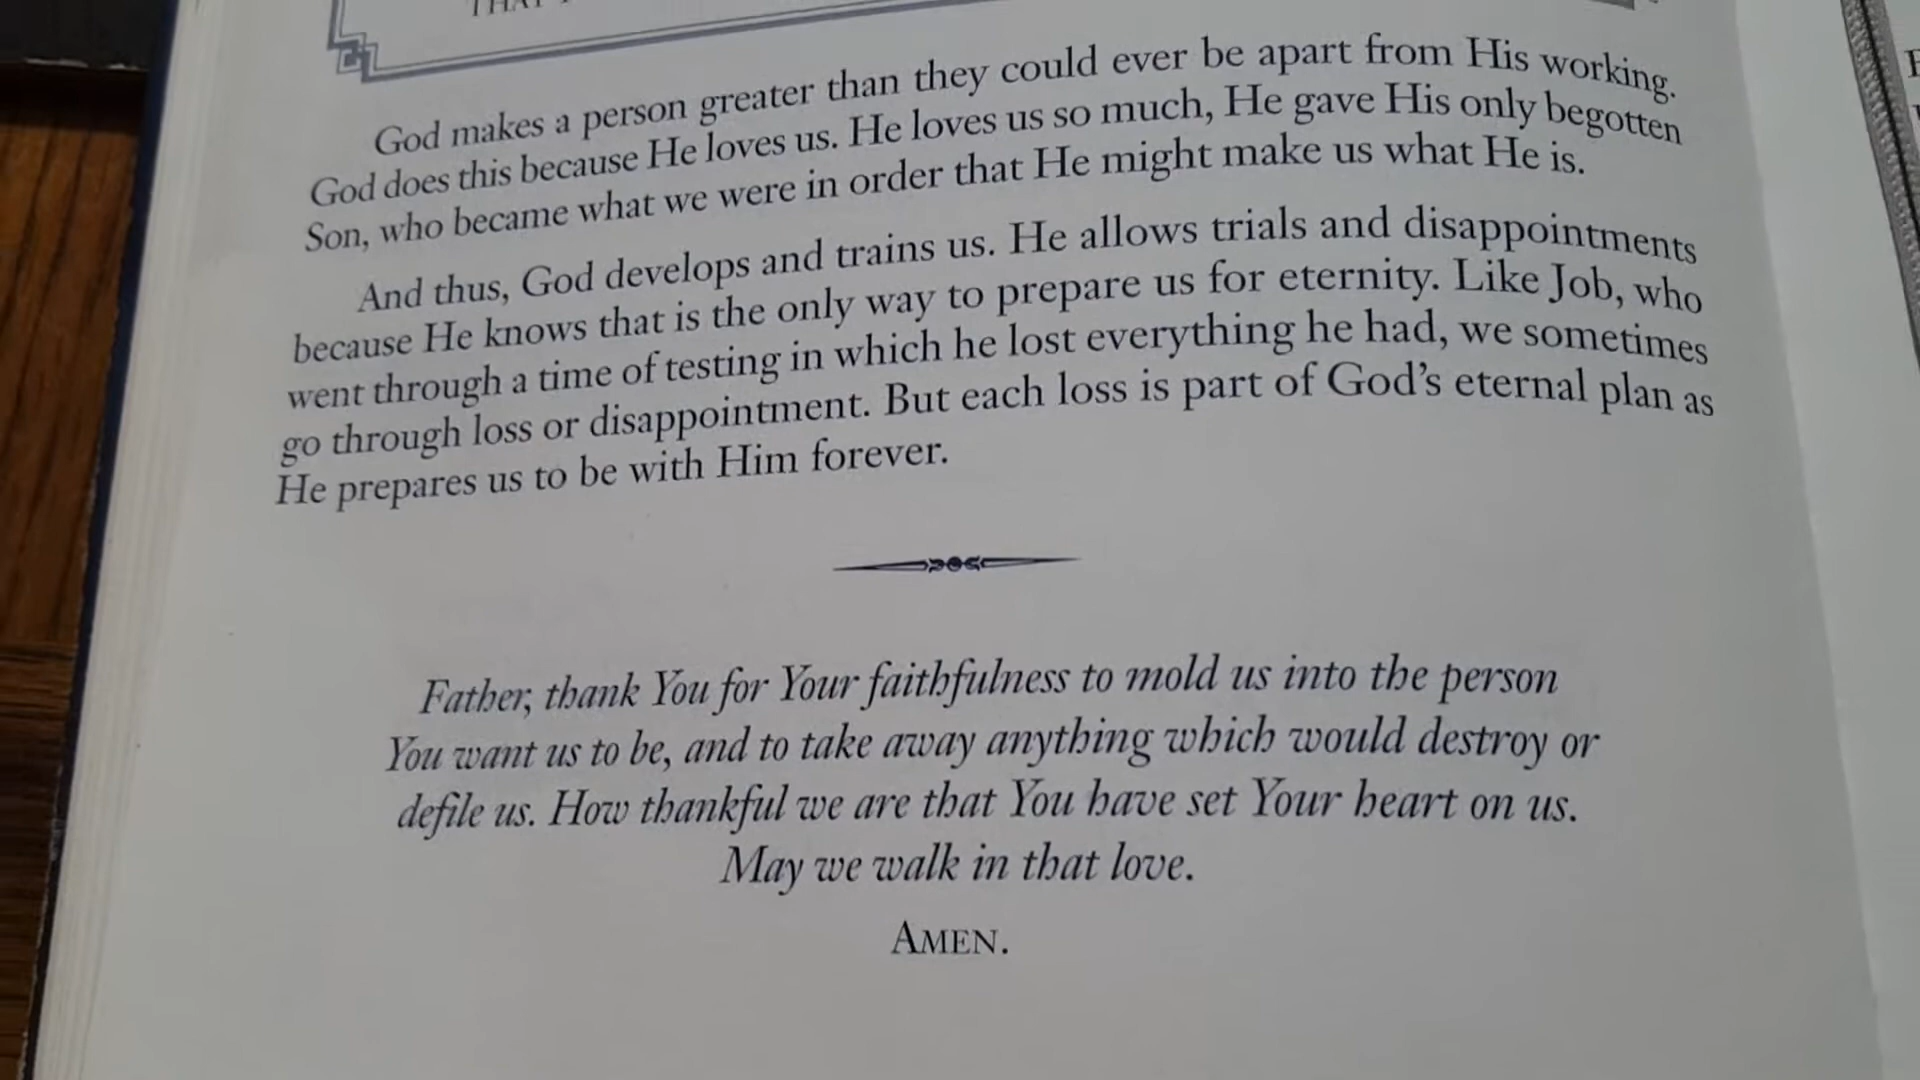 God makes a person greater than they could ever be apart from His working.
God does this because He loves us. He loves us so much, He gave His only begotten
Son, who became what we were in order that He might make us what He is.
And thus, God develops and trains us. He allows trials and disappointments
because He knows that is the only way to prepare us for eternity. Like Job, who
went through a time of testing in which he lost everything he had, we sometimes
go through loss or disappointment. But each loss is part of God's eternal plan as
He prepares us to be with Him forever.
Father, thank You for Your faithfulness to mold us into the person
You want us to be, and to take away anything which would destroy or
defile us. How thankful we are that You have set Your heart on us.
May we walk in that love.
AMEN.